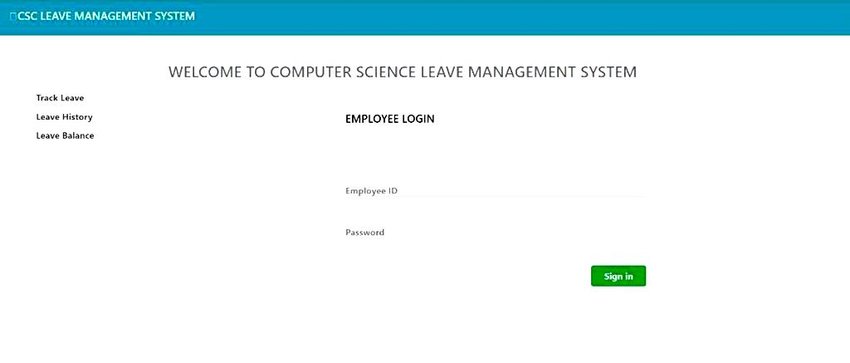 CSC LEAVE MANAGEMENT SYSTEM
WELCOME TO COMPUTER SCIENCE LEAVE MANAGEMENT SYSTEM
Track Leave
Leave History
Leave Balance
EMPLOYEE LOGIN
Employee ID
Password
Sign in